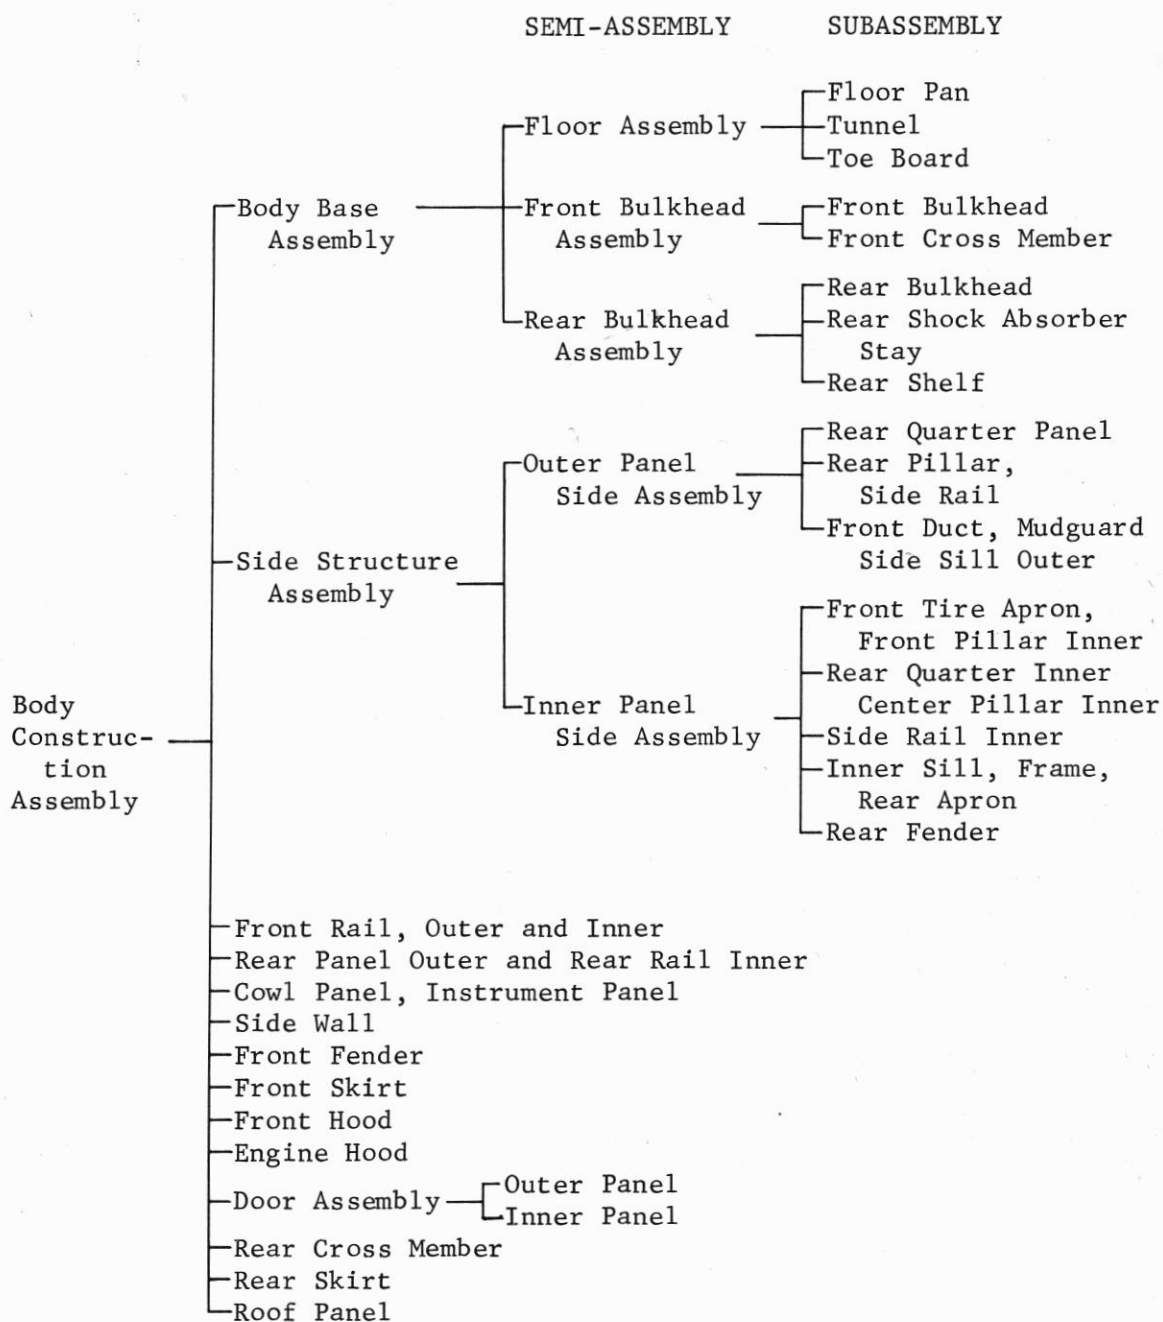 SEMI-ASSEMBLY SUBASSEMBLY
Floor Pan
Floor Assembly Tunnel
Toe Board
Body Base Front Bulkhead Front Bulkhead
Assembly Assembly Front Cross Member
Rear Bulkhead
Rear Bulkhead Rear Shock Absorber
Assembly Stay
Rear Shelf
Rear Quarter Panel
Outer Panel Rear Pillar,
Side Assembly Side Rail
Front Duct, Mudguard
Side Structure Side Sill Outer
Assembly
Front Tire Apron,
Front Pillar Inner
Rear Quarter Inner
Body Inner Panel Center Pillar Inner
Construc- Side Assembly Side Rail Inner
tion Inner Sill, Frame,
Assembly Rear Apron
Rear Fender
Front Rail, Outer and Inner
Rear Panel Outer and Rear Rail Inner
Cowl Panel, Instrument Panel
Side Wall
Front Fender
Front Skirt
Front Hood
Engine Hood
Outer Panel
Door Assembly
Inner Panel
Rear Cross Member
Rear Skirt
Roof Panel